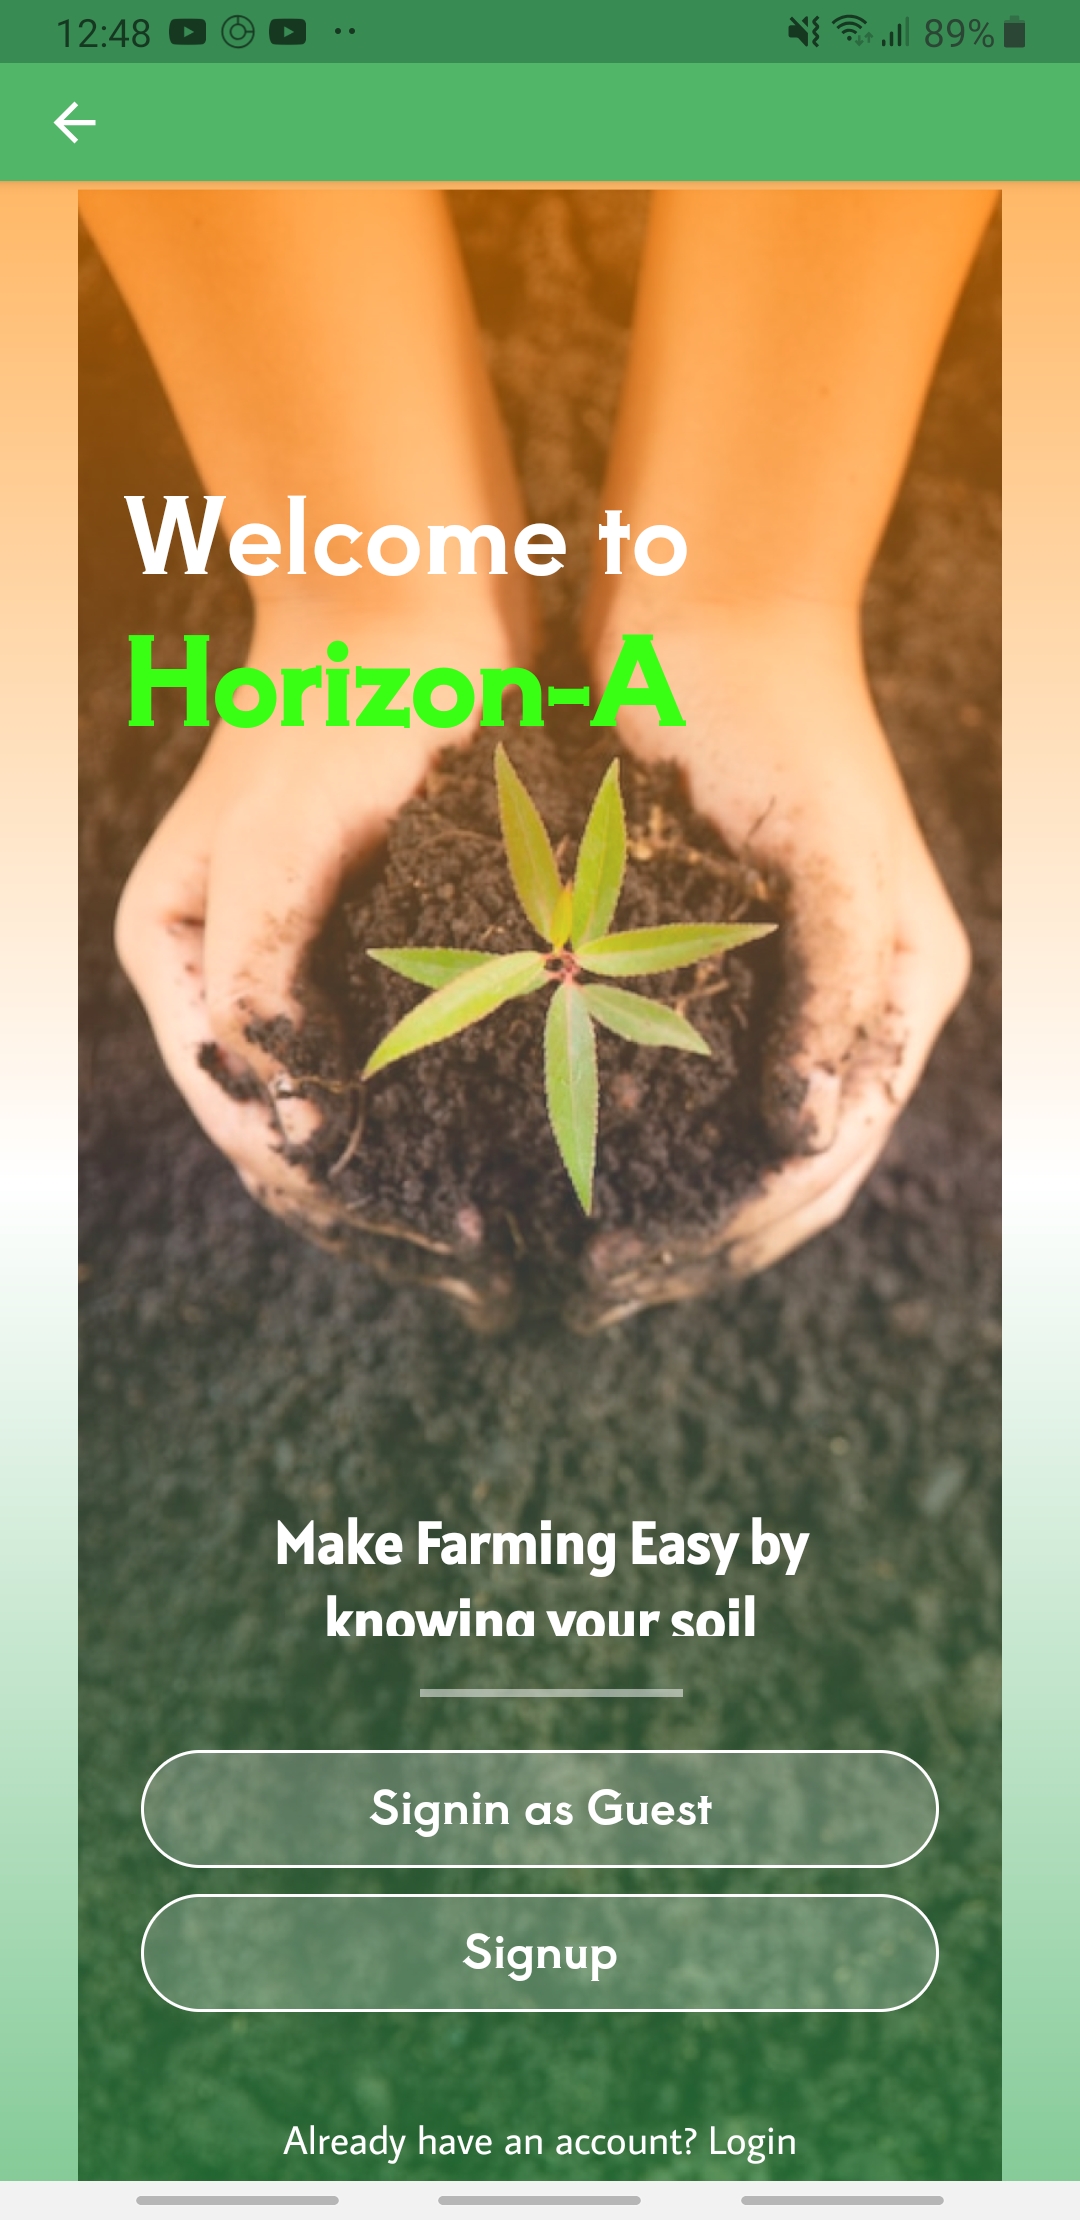 12:48
89%
Welcome to
Horizon-A
Make Farming Easy by
knowing your soil
Signin as Guest
Signup
Already have an account? Login